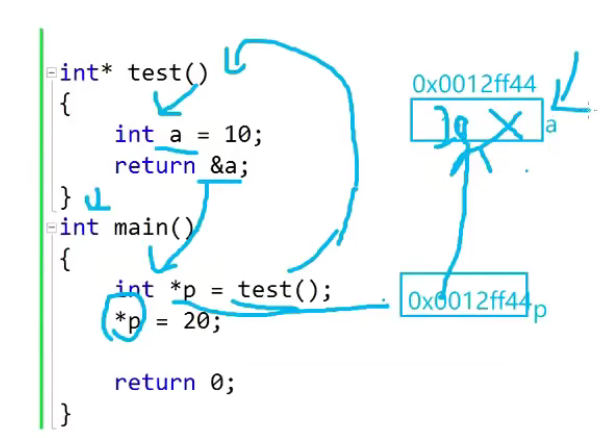 int* test()
{
int a = 10;
return &a;
}
int main()
{
int *p = test();
*p = 20;
return 0;
}
0x0012ff44
10
a
0x0012ff44
p